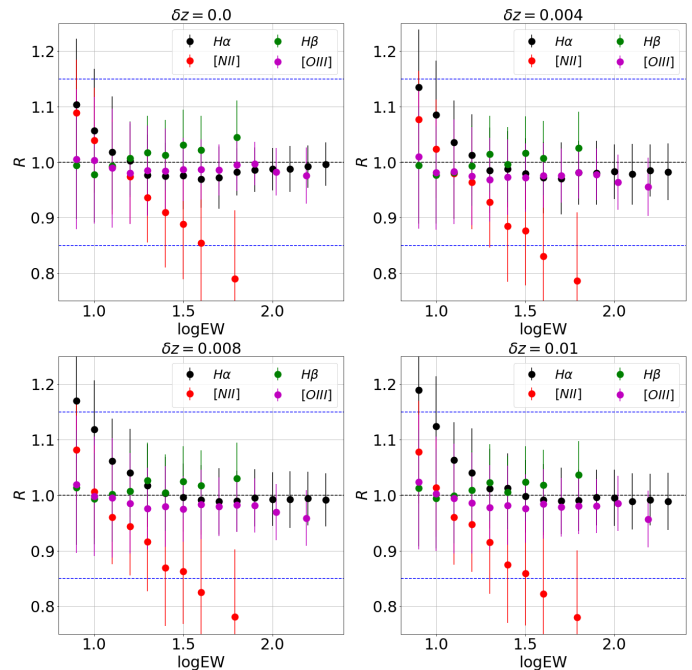 δz = 0.0
δz = 0.004
Hα Hβ
[NII] [OIII]
Hα Hβ
[NII] [OIII]
1.2
1.1
1.0
0.9
0.8
R
1.0 1.5 2.0
logEW
1.2
1.1
1.0
0.9
0.8
R
1.0 1.5 2.0
logEW
δz = 0.008
δz = 0.01
Hα Hβ
[NII] [OIII]
Hα Hβ
[NII] [OIII]
1.2
1.1
1.0
0.9
0.8
R
1.0 1.5 2.0
logEW
1.2
1.1
1.0
0.9
0.8
R
1.0 1.5 2.0
logEW